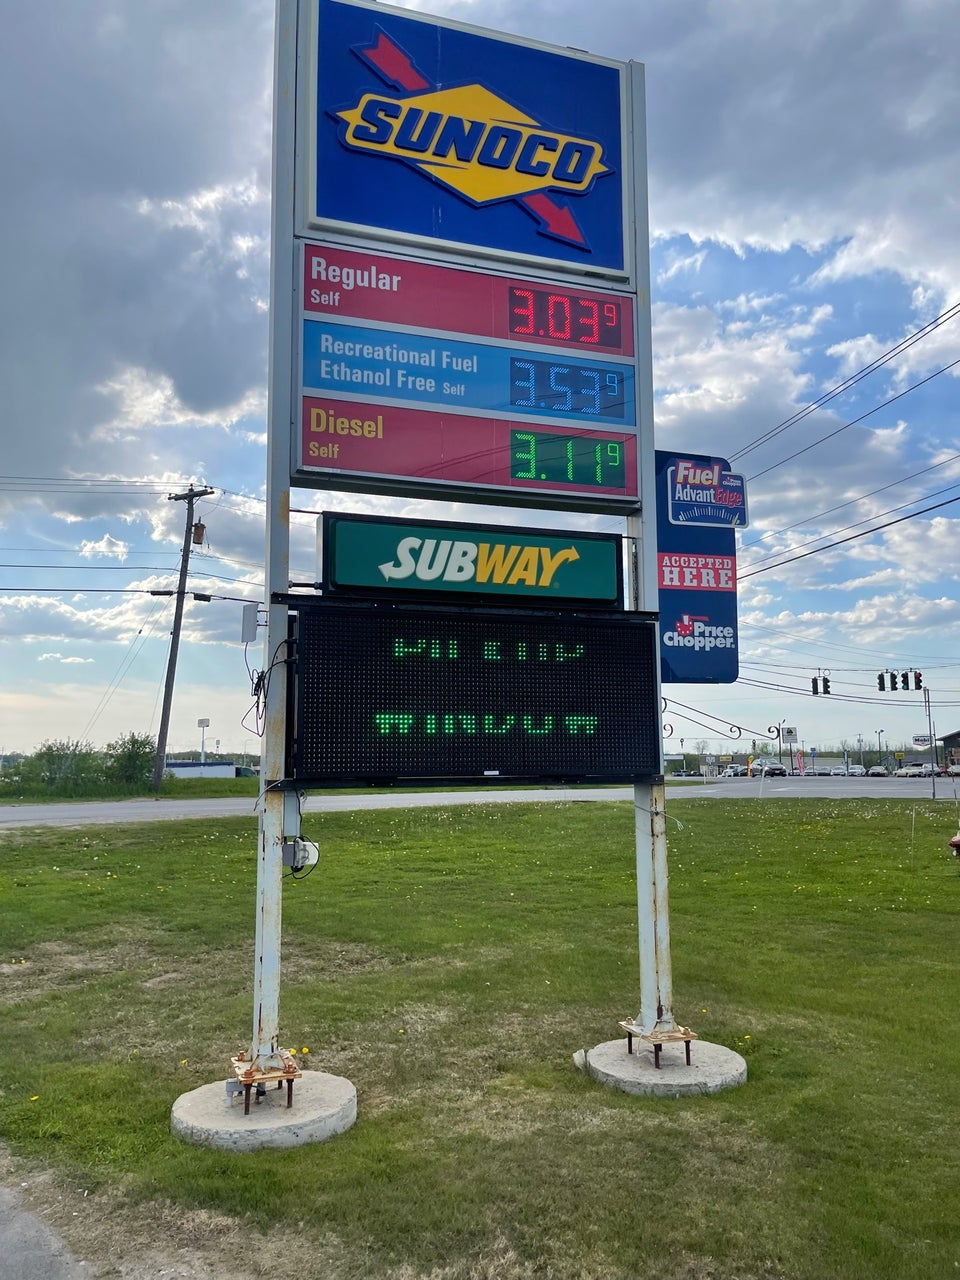 SUNOCO
Regular
Self
3.03 9
Recreational Fuel
Ethanol Free Self
3.53 9
Diesel
Self
3.11 9
SUBWAY
Fuel
AdvantEdge
ACCEPTED
HERE
Price
Chopper
Mobil